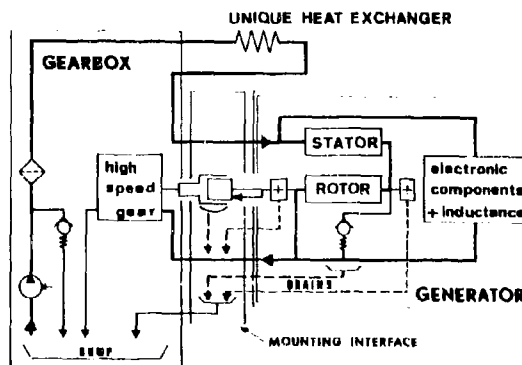 UNIQUE HEAT EXCHANGER
GEARBOX
STATOR
high
speed
gear
ROTOR
electronic
components
+ inductance
DRAINS
GENERATOR
MOUNTING INTERFACE
SUMP